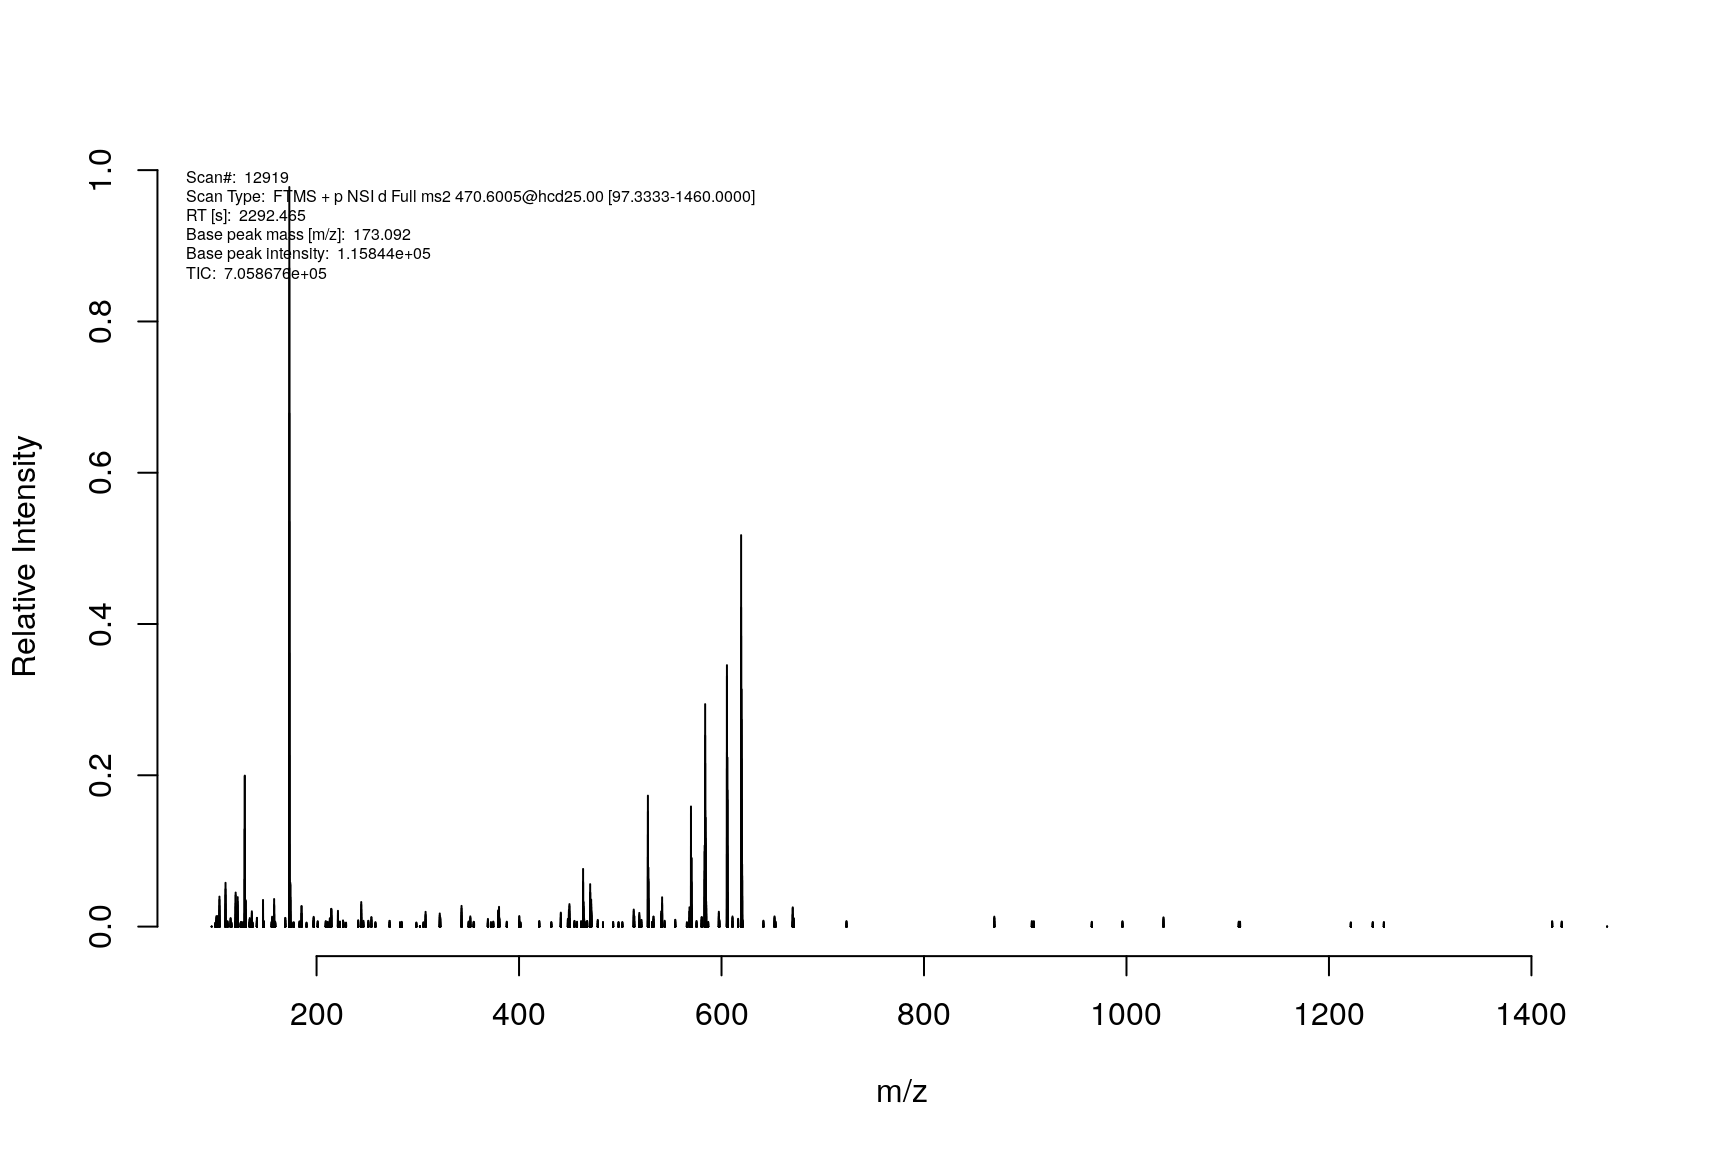 Scan#: 12919
Scan Type: FTMS + p NSI d Full ms2 470.6005@hcd25.00 [97.3333-1460.0000]
RT [s]: 2292.465
Base peak mass [m/z]: 173.092
Base peak intensity: 1.15844e+05
TIC: 7.058676e+05
1.0
0.8
0.6
0.4
0.2
0.0
Relative Intensity
200 400 600 800 1000 1200 1400
m/z